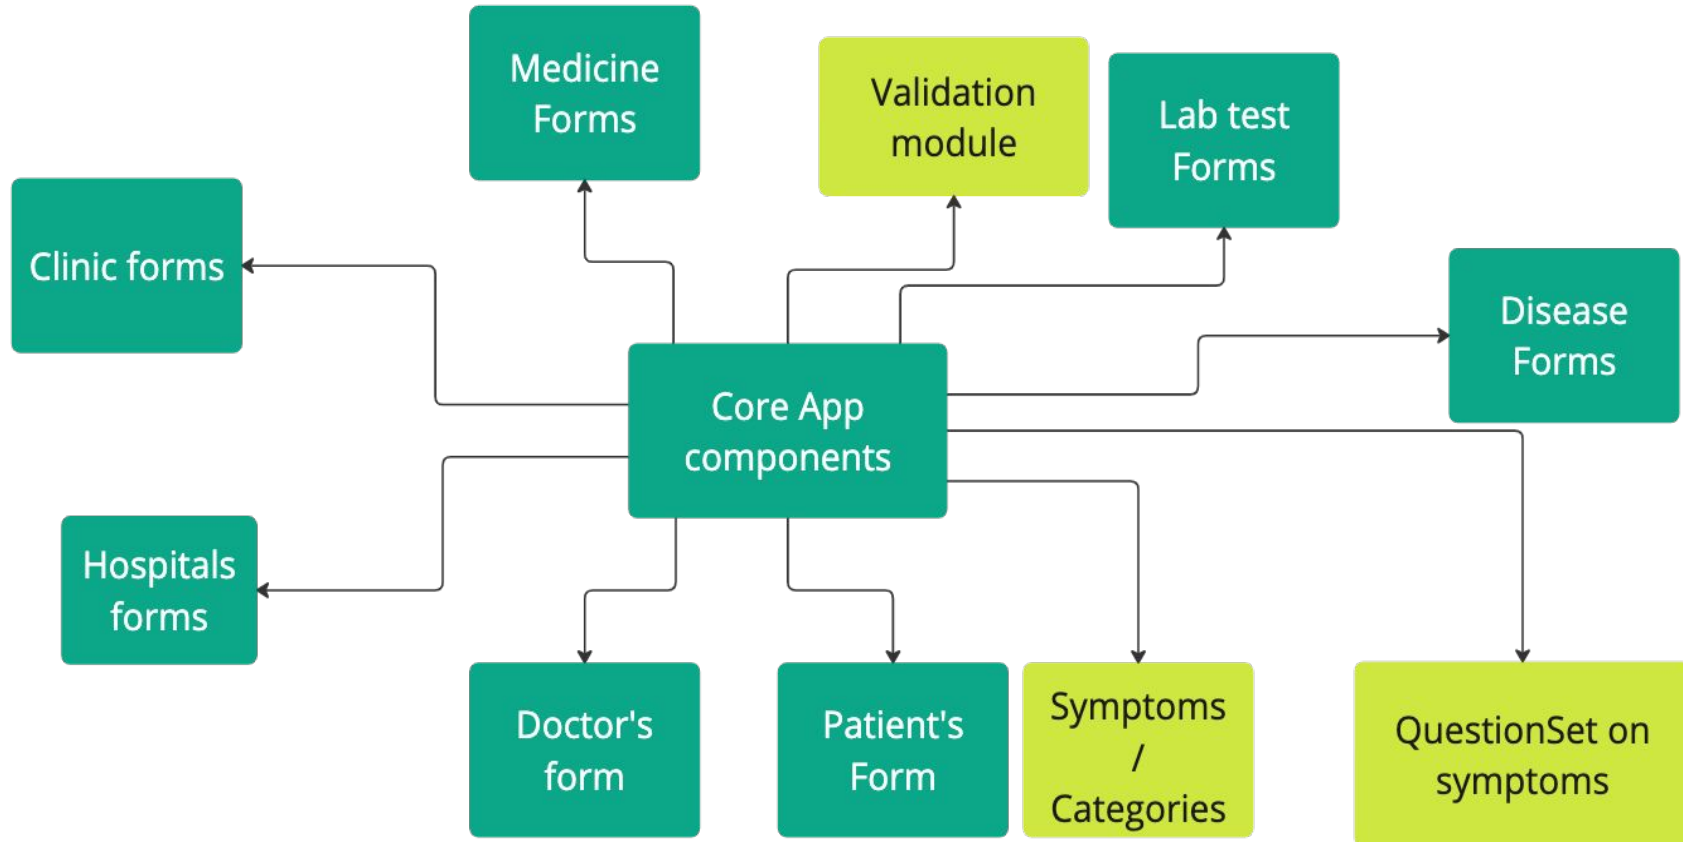 Medicine
Forms
Validation
module
Lab test
Forms
Clinic forms
Disease
Forms
Core App
components
Hospitals
forms
Doctor's
form
Patient's
Form
Symptoms
/
Categories
QuestionSet on
symptoms